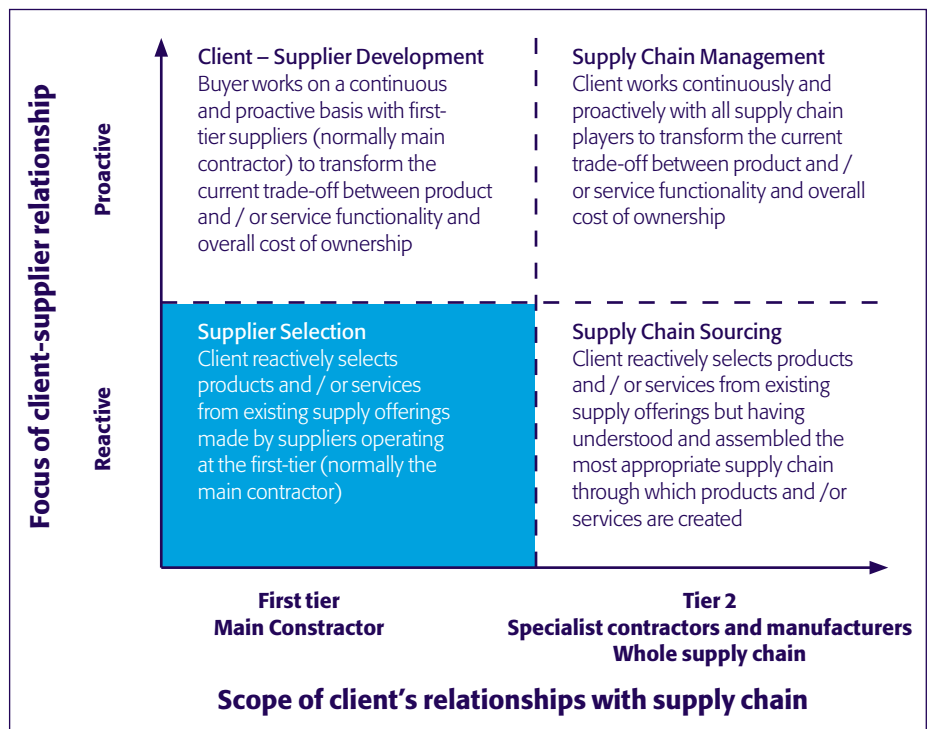 Focus of client-supplier relationship
Proactive
Reactive
Client – Supplier Development
Buyer works on a continuous
and proactive basis with first-
tier suppliers (normally main
contractor) to transform the
current trade-off between product
and / or service functionality and
overall cost of ownership
Supply Chain Management
Client works continuously and
proactively with all supply chain
players to transform the current
trade-off between product and /
or service functionality and overall
cost of ownership
Supplier Selection
Client reactively selects
products and / or services
from existing supply offerings
made by suppliers operating
at the first-tier (normally the
main contractor)
Supply Chain Sourcing
Client reactively selects products
and / or services from existing
supply offerings but having
understood and assembled the
most appropriate supply chain
through which products and /or
services are created
First tier
Main Constractor
Tier 2
Specialist contractors and manufacturers
Whole supply chain
Scope of client's relationships with supply chain